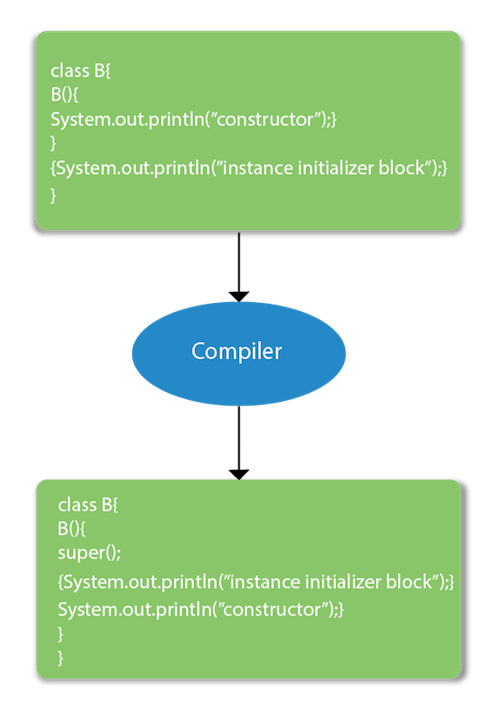 class B{
B(){
System.out.println(”constructor”);}
}
{System.out.println(”instance initializer block”);}
}
Compiler
class B{
B(){
super();
{System.out.println(”instance initializer block”);}
System.out.println(”constructor”);}
}
}